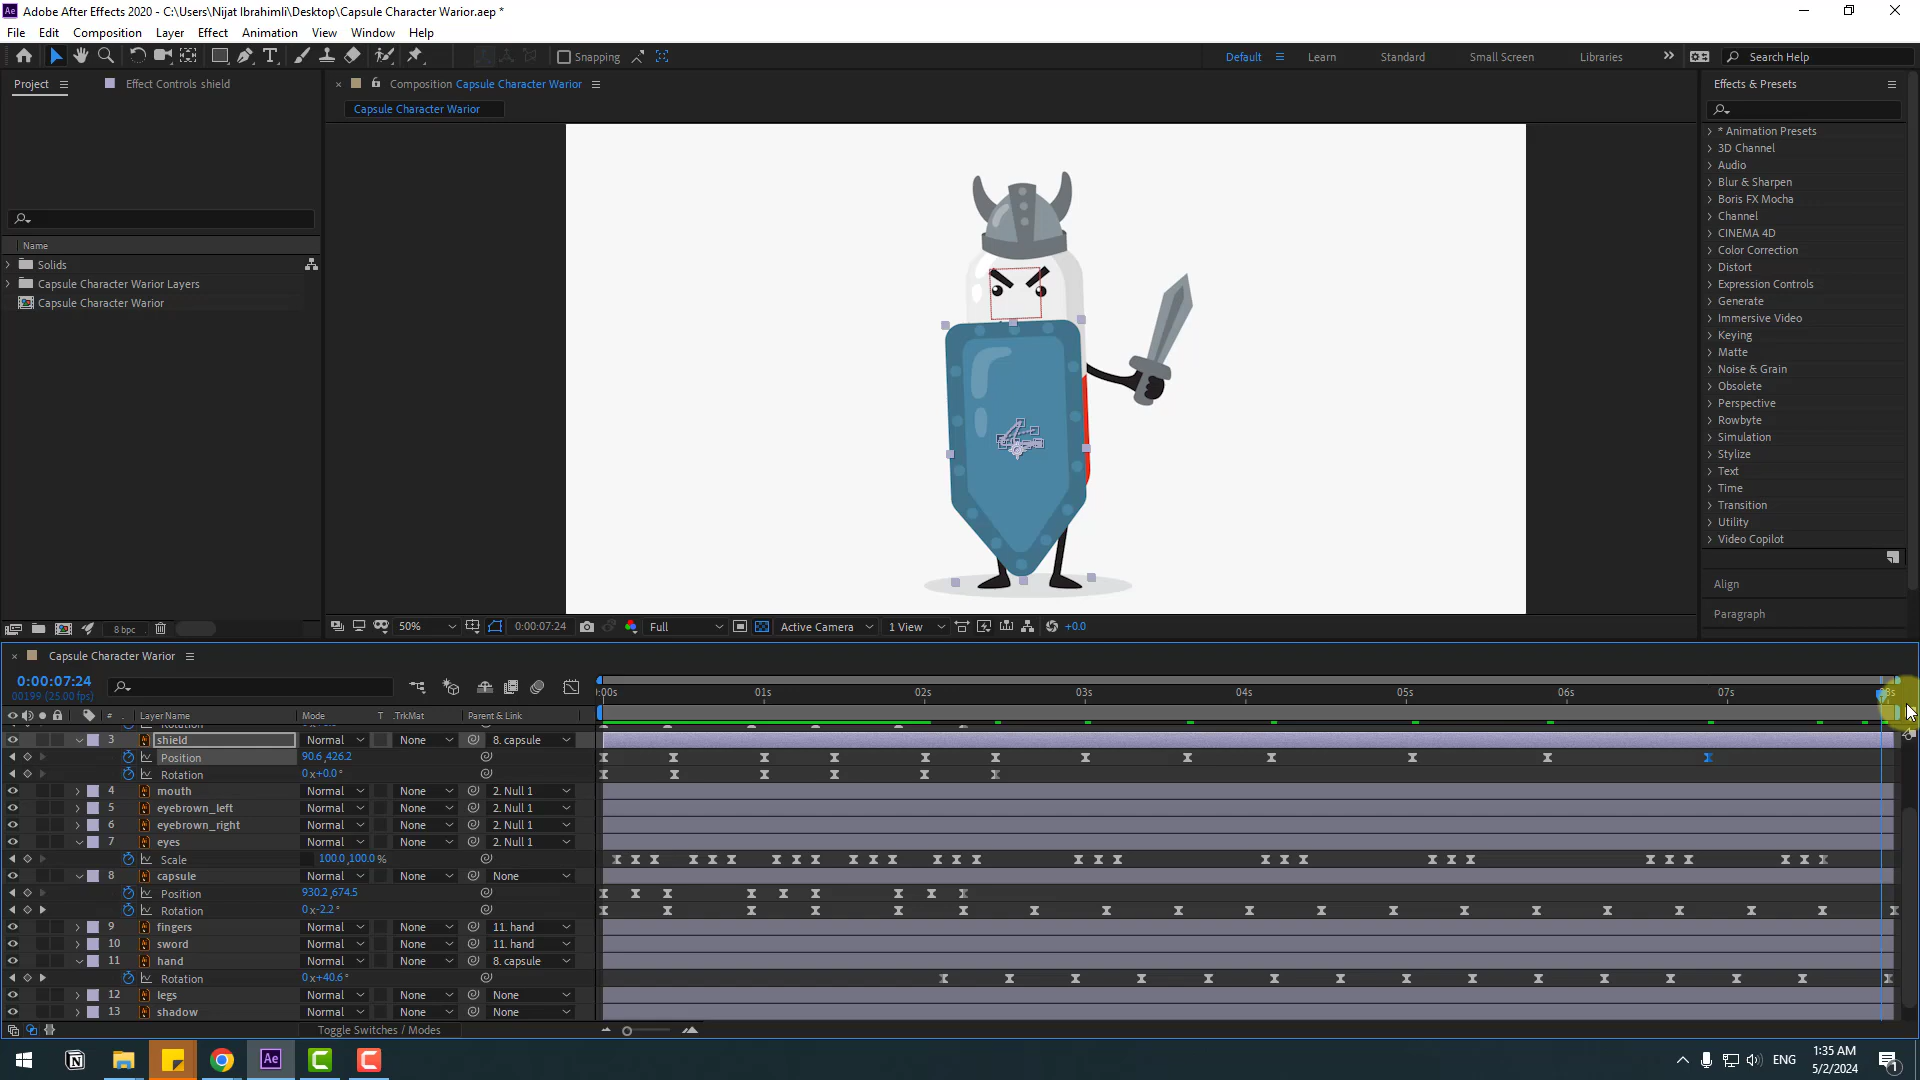 Adobe After Effects 2020 - C:\Users\Nijat Ibrahimli\Desktop\Capsule Character Warior.aep *
File Edit Composition Layer Effect Animation View Window Help
Snapping Default Learn Standard Small Screen Libraries Search Help
Project Effect Controls shield Composition Capsule Character Warior Effects & Presets
Capsule Character Warior
* Animation Presets
3D Channel
Audio
Blur & Sharpen
Boris FX Mocha
Channel
CINEMA 4D
Color Correction
Distort
Expression Controls
Generate
Immersive Video
Keying
Matte
Noise & Grain
Obsolete
Perspective
Rowbyte
Simulation
Stylize
Text
Time
Transition
Utility
Video Copilot
Align
Paragraph
Name
Solids
Capsule Character Warior Layers
Capsule Character Warior
8 bpc 50% 0:00:07:24 Full Active Camera 1 View +0.0
Capsule Character Warior
0:00:07:24
00199 (25.00 fps)
:00s 01s 02s 03s 04s 05s 06s 07s 08s
# Layer Name Mode T .TrkMat Parent & Link
3 shield Normal None 8. capsule
Position 90.6,426.2
Rotation 0x+0.0°
4 mouth Normal None 2. Null 1
5 eyebrown_left Normal None 2. Null 1
6 eyebrown_right Normal None 2. Null 1
7 eyes Normal None 2. Null 1
Scale 100.0,100.0%
8 capsule Normal None None
Position 930.2,674.5
Rotation 0x-2.2°
9 fingers Normal None 11. hand
10 sword Normal None 11. hand
11 hand Normal None 8. capsule
Rotation 0x+40.6°
12 legs Normal None None
13 shadow Normal None None
Toggle Switches / Modes
ENG 1:35 AM
5/2/2024